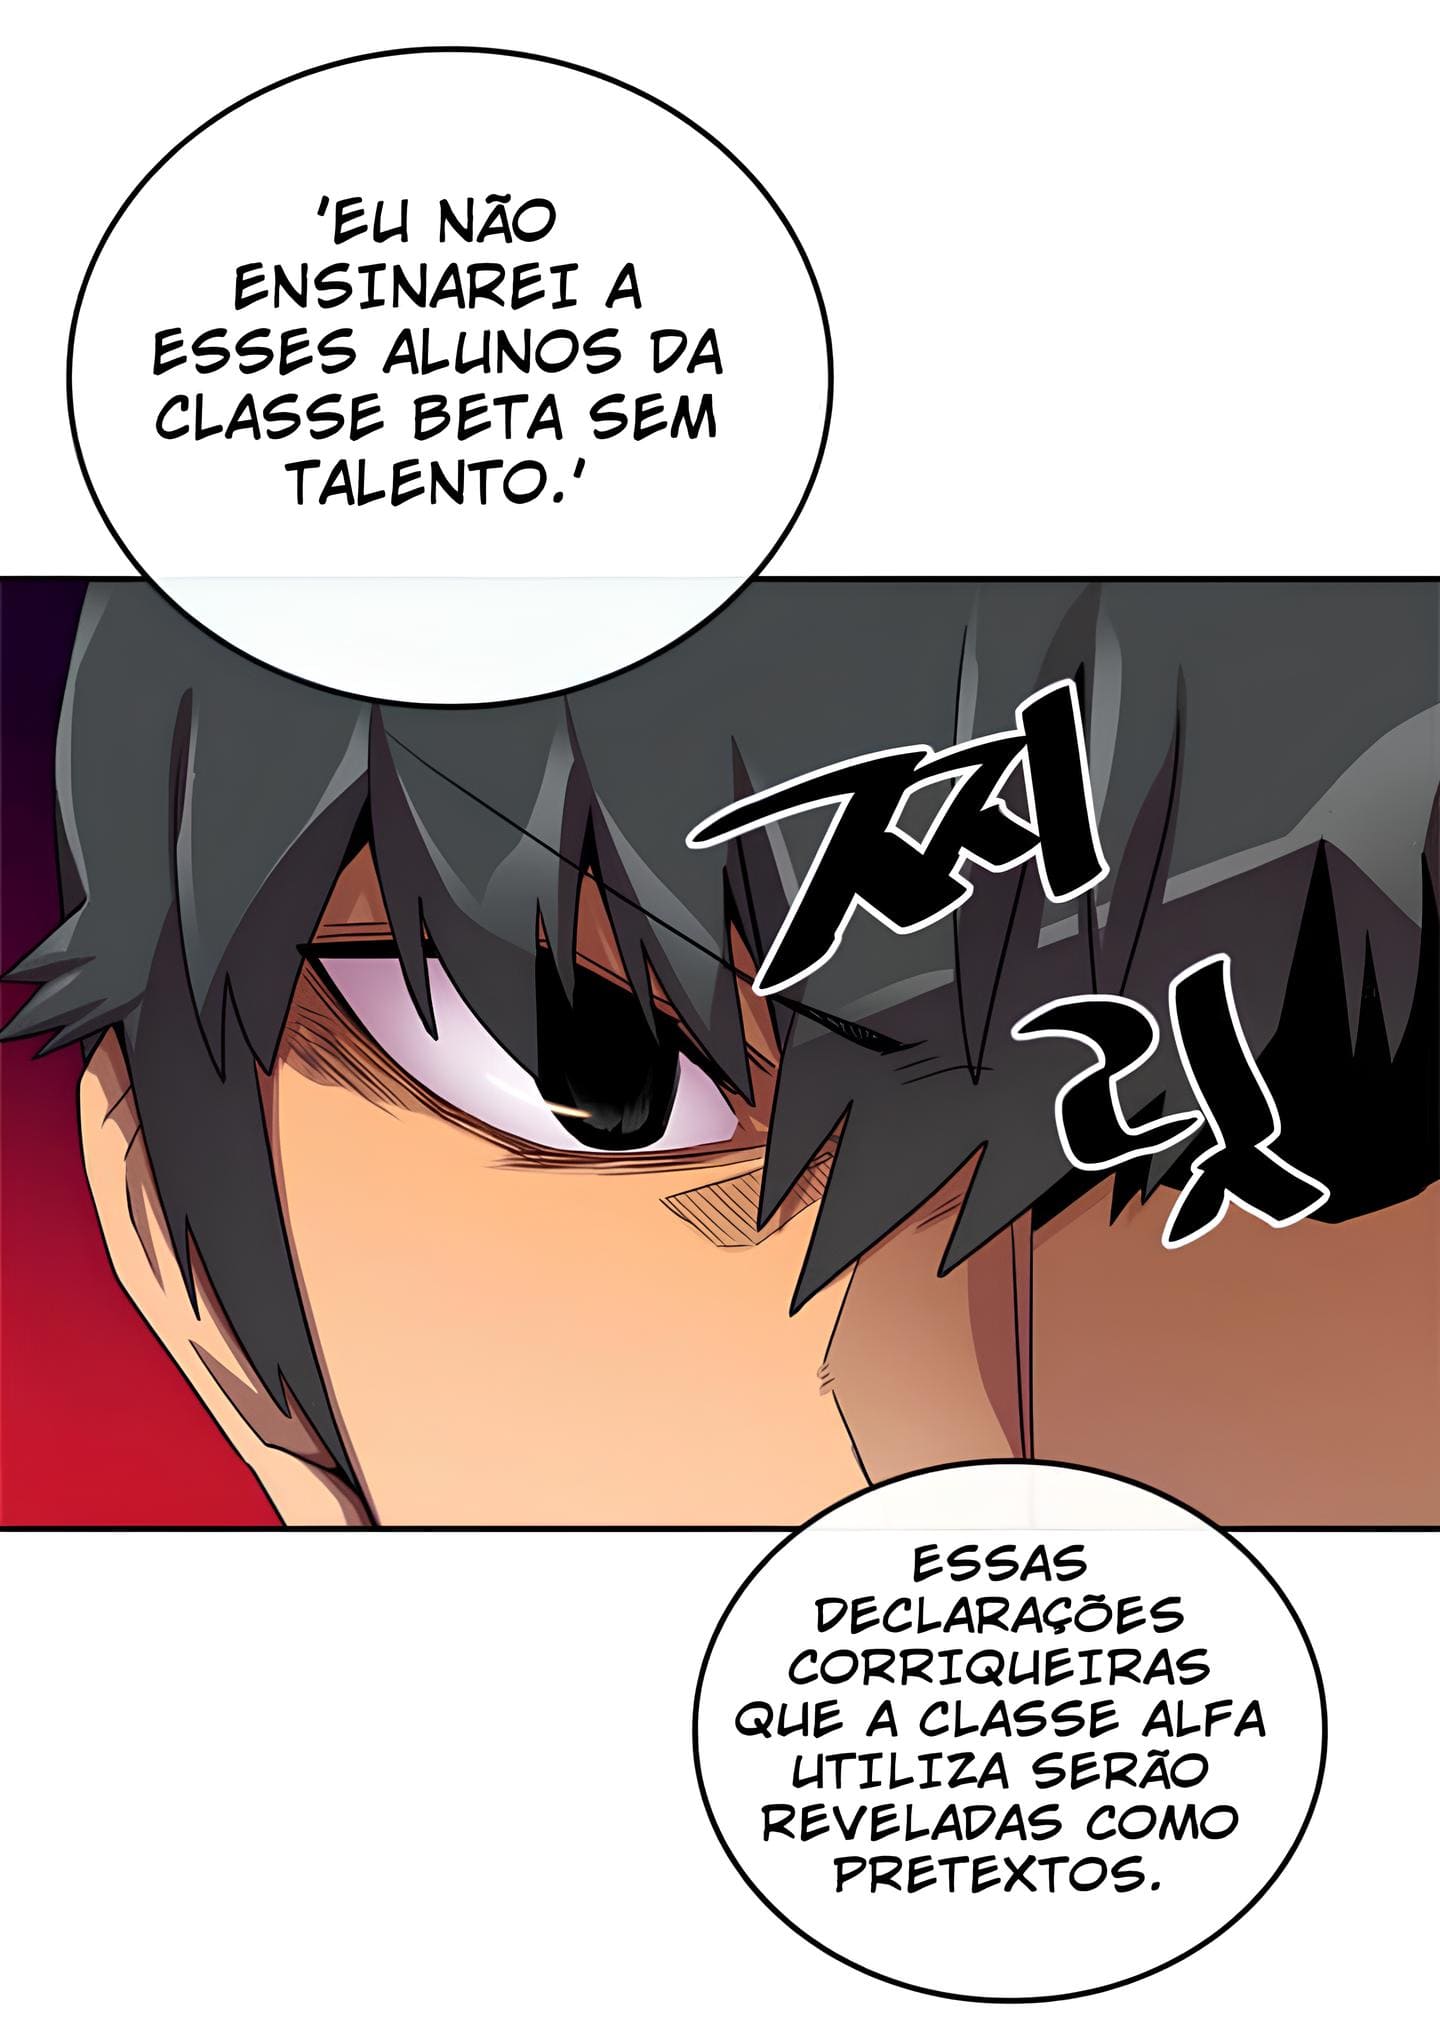 'EU NÃO
ENSINAREI A
ESSES ALUNOS DA
CLASSE BETA SEM
TALENTO.'
찌
릿
ESSAS
DECLARAÇÕES
CORRIQUEIRAS
QUE A CLASSE ALFA
UTILIZA SERÃO
REVELADAS COMO
PRETEXTOS.